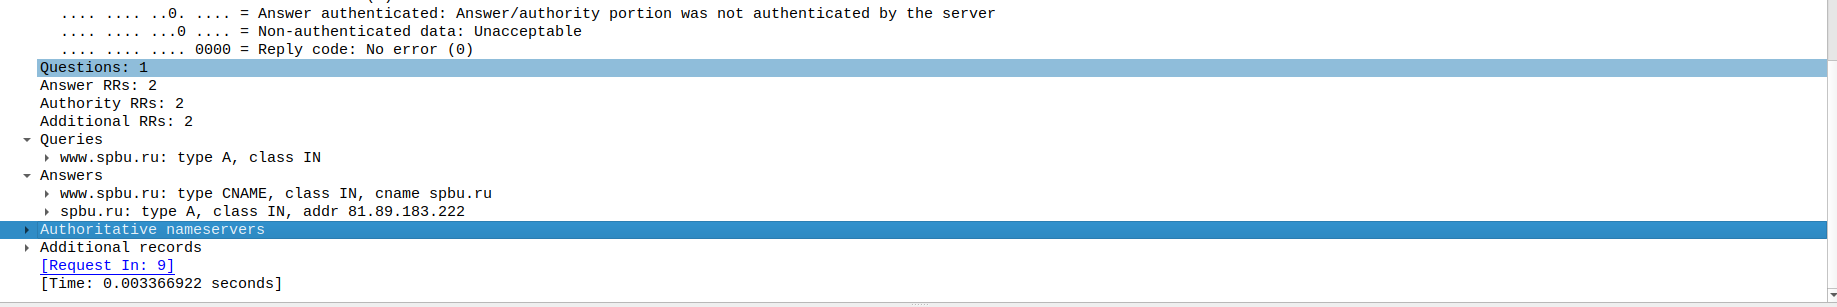 .... .... ..0. .... = Answer authenticated: Answer/authority portion was not authenticated by the server
.... .... ...0 .... = Non-authenticated data: Unacceptable
.... .... .... 0000 = Reply code: No error (0)
Questions: 1
Answer RRs: 2
Authority RRs: 2
Additional RRs: 2
Queries
www.spbu.ru: type A, class IN
Answers
www.spbu.ru: type CNAME, class IN, cname spbu.ru
spbu.ru: type A, class IN, addr 81.89.183.222
Authoritative nameservers
Additional records
[Request In: 9]
[Time: 0.003366922 seconds]